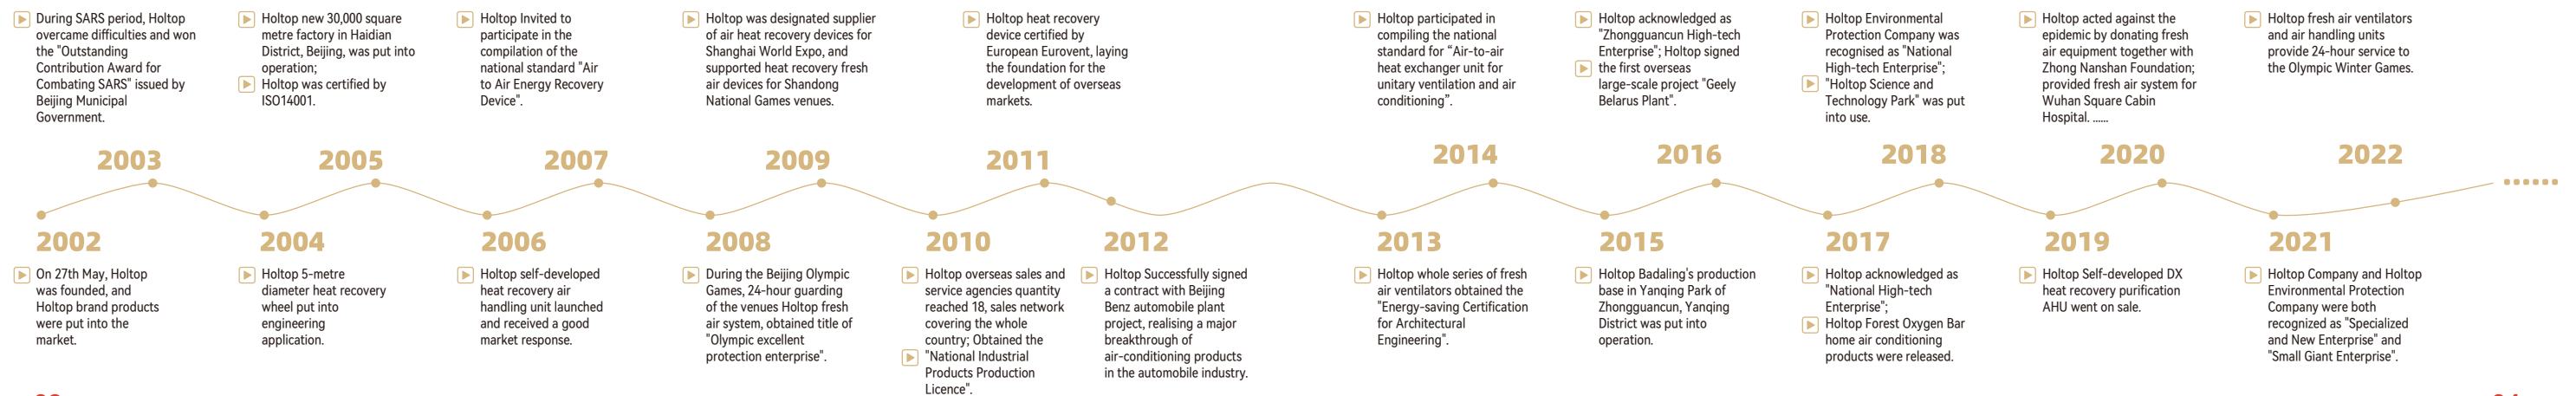 During SARS period, Holtop
overcame difficulties and won
the "Outstanding
Contribution Award for
Combating SARS" issued by
Beijing Municipal
Government.
Holtop new 30,000 square
metre factory in Haidian
District, Beijing, was put into
operation;
Holtop was certified by
ISO14001.
Holtop Invited to
participate in the
compilation of the
national standard "Air
to Air Energy Recovery
Device".
Holtop was designated supplier
of air heat recovery devices for
Shanghai World Expo, and
supported heat recovery fresh
air devices for Shandong
National Games venues.
Holtop heat recovery
device certified by
European Eurovent, laying
the foundation for the
development of overseas
markets.
Holtop participated in
compiling the national
standard for “Air-to-air
heat exchanger unit for
unitary ventilation and air
conditioning”.
Holtop acknowledged as
"Zhongguancun High-tech
Enterprise"; Holtop signed
the first overseas
large-scale project "Geely
Belarus Plant".
Holtop Environmental
Protection Company was
recognised as "National
High-tech Enterprise";
"Holtop Science and
Technology Park" was put
into use.
Holtop acted against the
epidemic by donating fresh
air equipment together with
Zhong Nanshan Foundation;
provided fresh air system for
Wuhan Square Cabin
Hospital. ......
Holtop fresh air ventilators
and air handling units
provide 24-hour service to
the Olympic Winter Games.
2003
2005
2007
2009
2011
2014
2016
2018
2020
2022
2002
2004
2006
2008
2010
2012
2013
2015
2017
2019
2021
On 27th May, Holtop
was founded, and
Holtop brand products
were put into the
market.
Holtop 5-metre
diameter heat recovery
wheel put into
engineering
application.
Holtop self-developed
heat recovery air
handling unit launched
and received a good
market response.
During the Beijing Olympic
Games, 24-hour guarding
of the venues Holtop fresh
air system, obtained title of
"Olympic excellent
protection enterprise".
Holtop overseas sales and
service agencies quantity
reached 18, sales network
covering the whole
country; Obtained the
"National Industrial
Products Production
Licence".
Holtop Successfully signed
a contract with Beijing
Benz automobile plant
project, realising a major
breakthrough of
air-conditioning products
in the automobile industry.
Holtop whole series of fresh
air ventilators obtained the
"Energy-saving Certification
for Architectural
Engineering".
Holtop Badaling's production
base in Yanqing Park of
Zhongguancun, Yanqing
District was put into
operation.
Holtop acknowledged as
"National High-tech
Enterprise";
Holtop Forest Oxygen Bar
home air conditioning
products were released.
Holtop Self-developed DX
heat recovery purification
AHU went on sale.
Holtop Company and Holtop
Environmental Protection
Company were both
recognized as "Specialized
and New Enterprise" and
"Small Giant Enterprise".